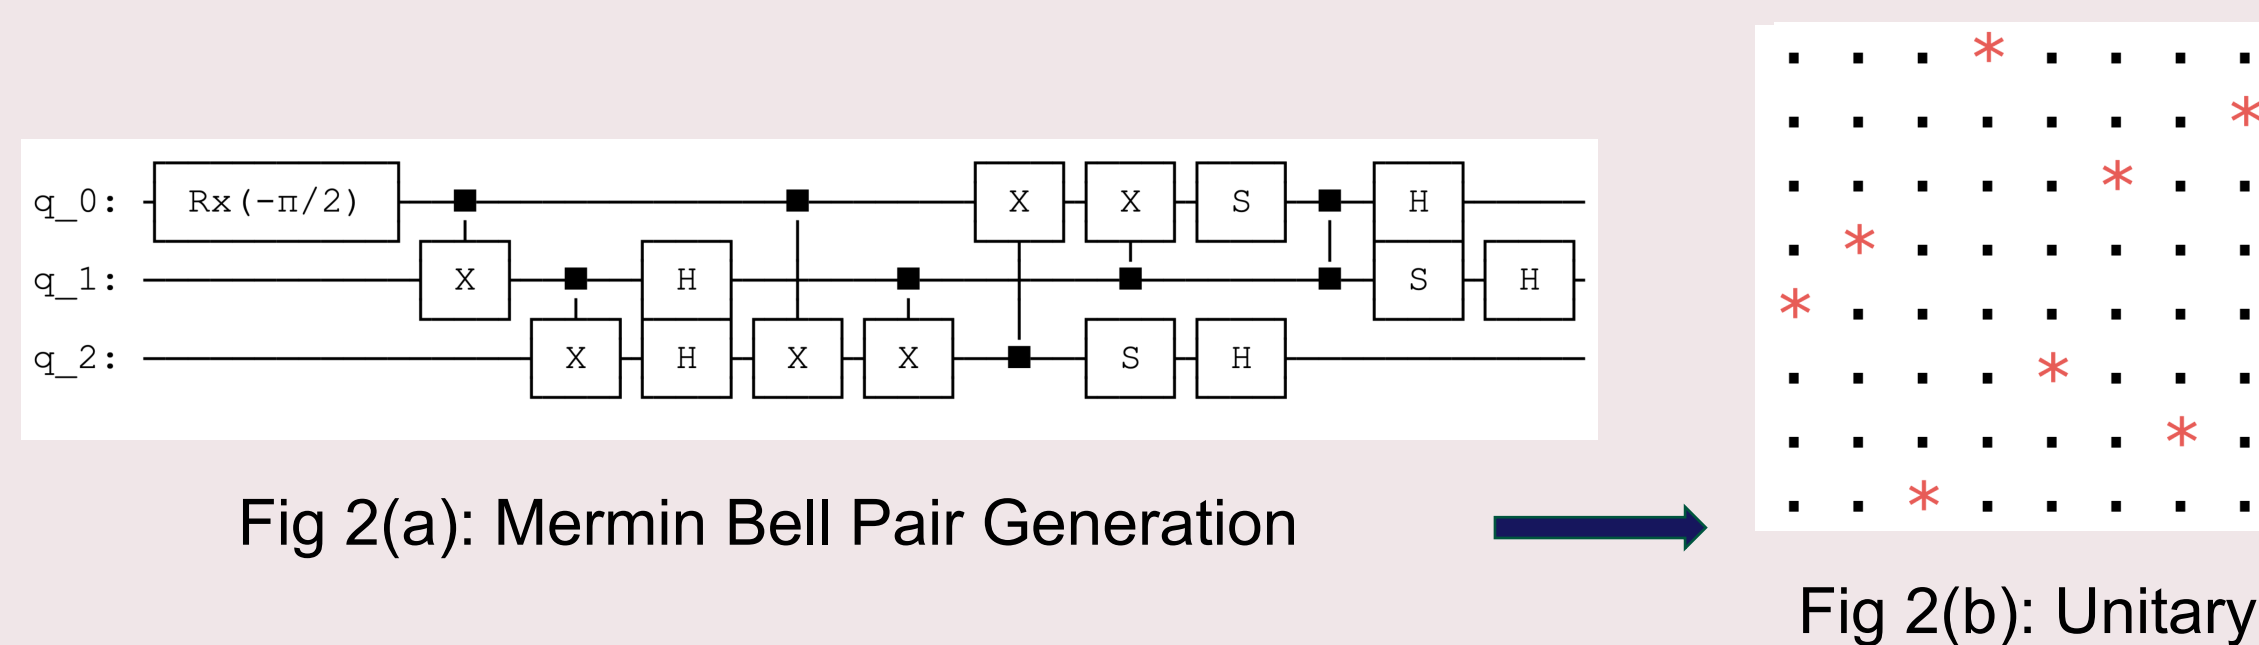 q_0: Rx(-π/2) X X S H
q_1: X H S H
q_2: X H X X S H
. . . * . . . .
. . . . . . . *
. . . . . * . .
. * . . . . . .
* . . . . . . .
. . . . * . . .
. . . . . . * .
. . * . . . . .
Fig 2(a): Mermin Bell Pair Generation
Fig 2(b): Unitary